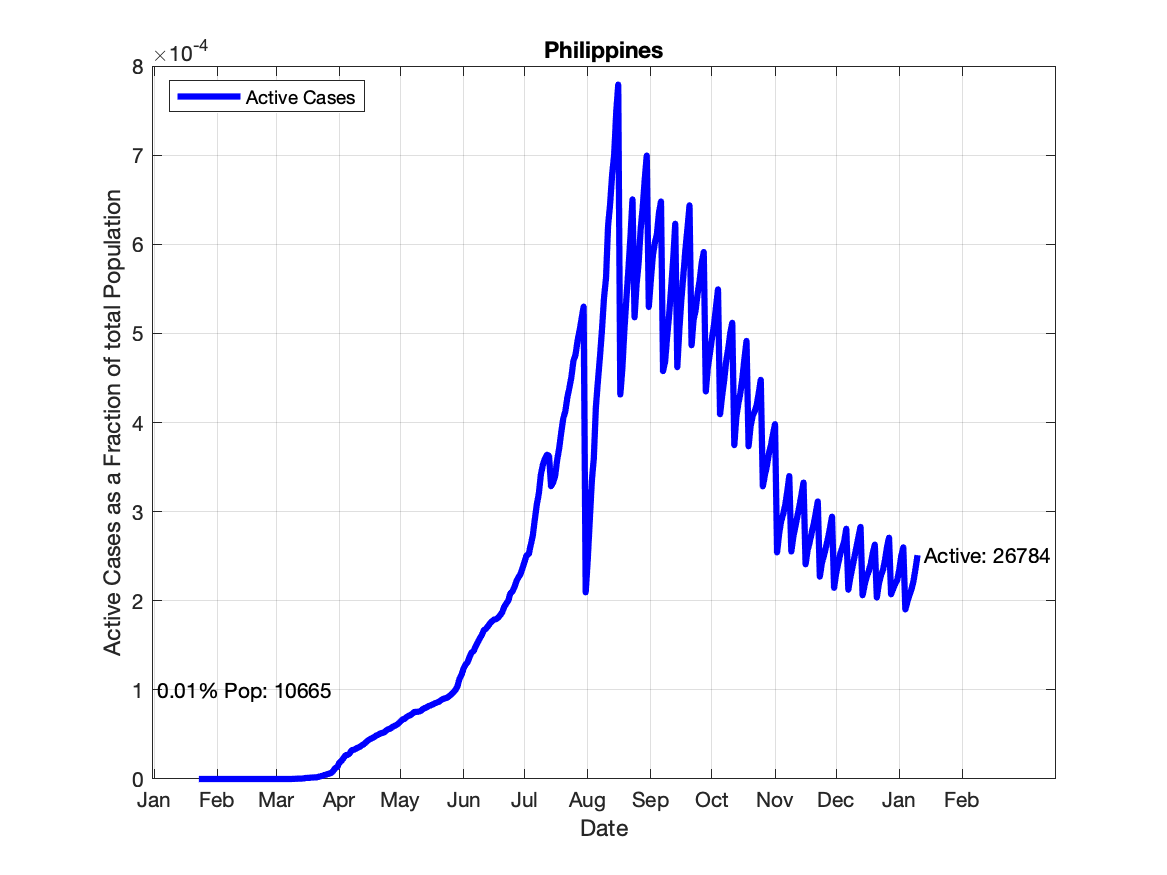 Philippines
×10-4
Active Cases
8
7
6
5
4
3
2
1
0
Active Cases as a Fraction of total Population
0.01% Pop: 10665
Active: 26784
Jan Feb Mar Apr May Jun Jul Aug Sep Oct Nov Dec Jan Feb
Date